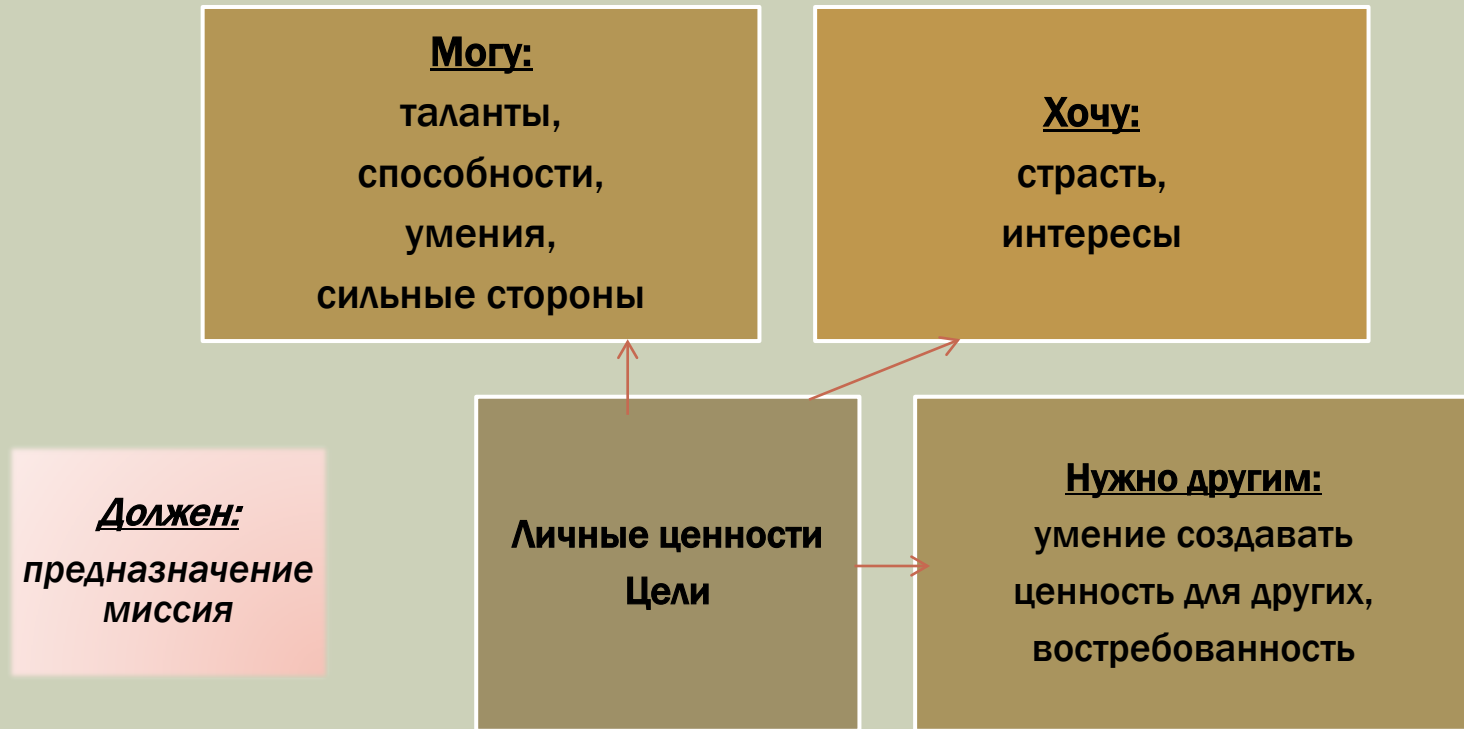 Могу:
таланты,
способности,
умения,
сильные стороны
Хочу:
страсть,
интересы
Должен:
предназначение
миссия
Личные ценности
Цели
Нужно другим:
умение создавать
ценность для других,
востребованность